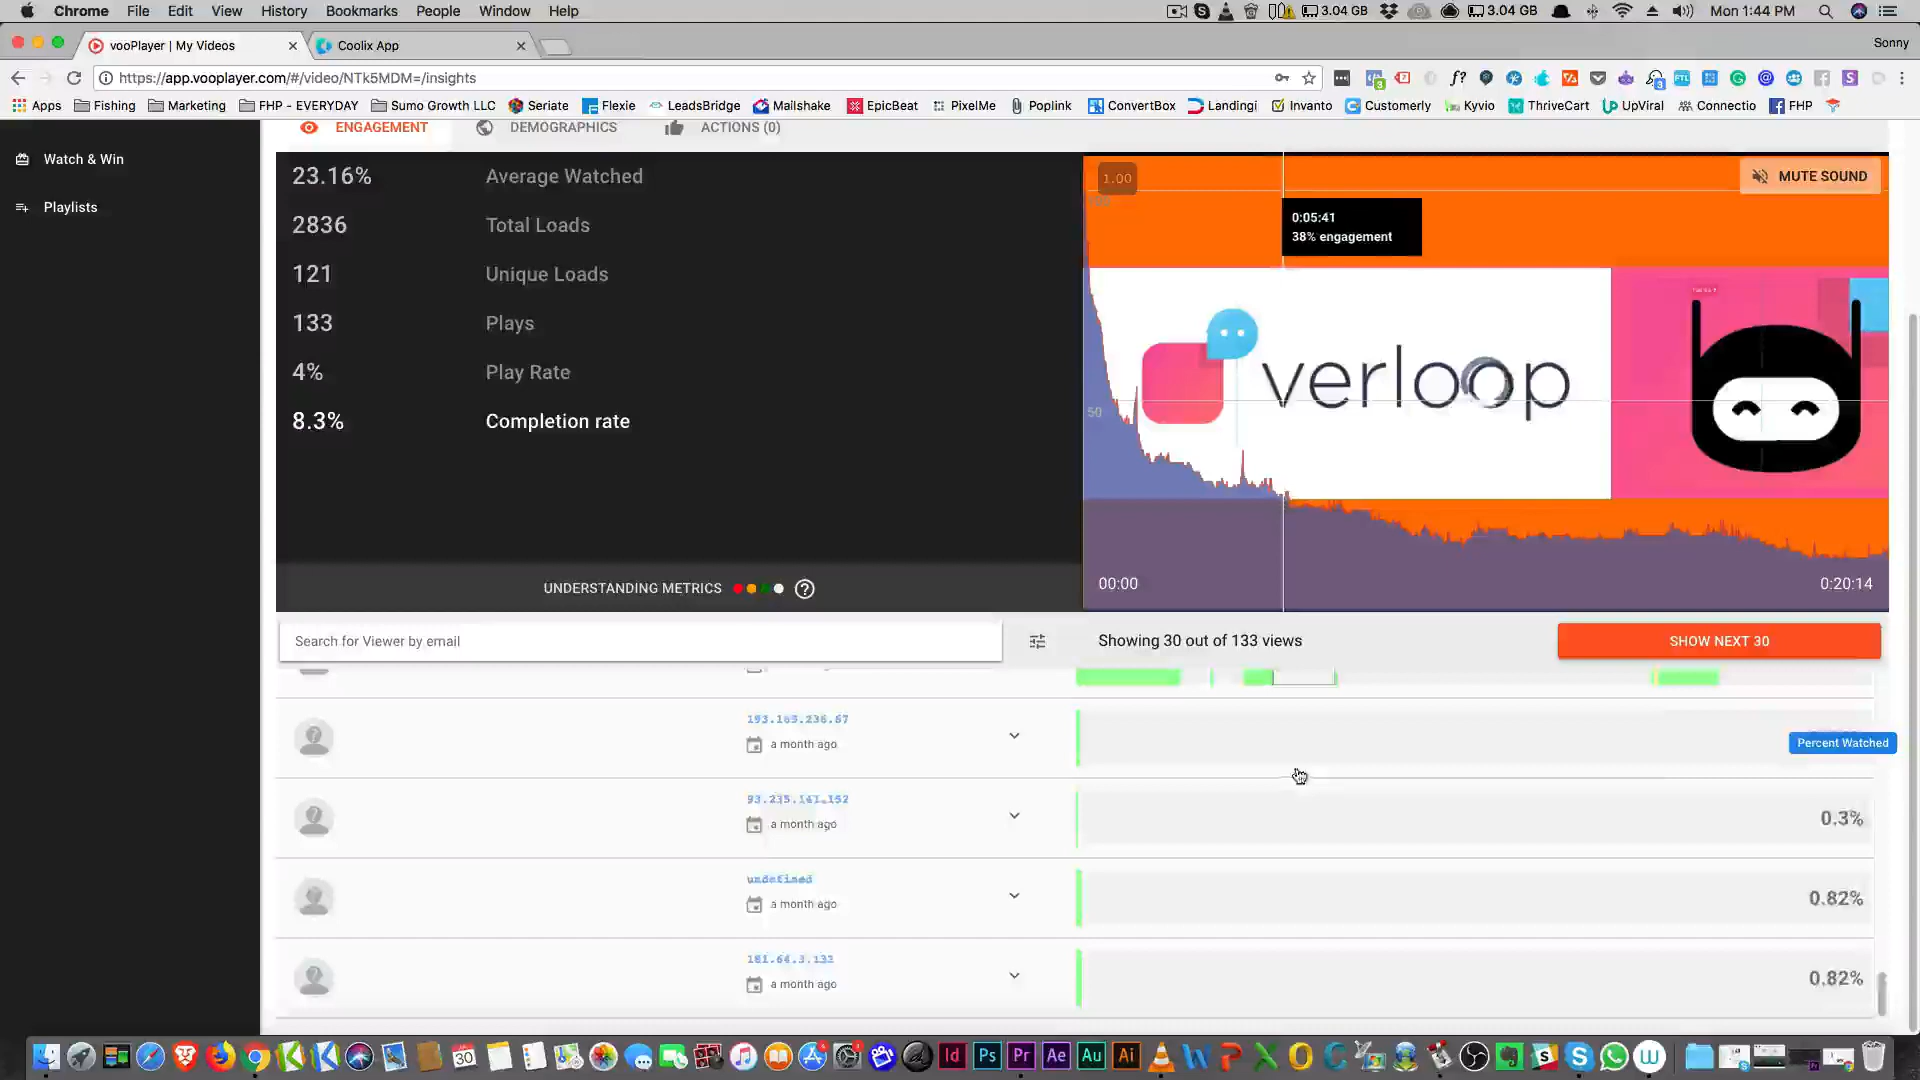 Chrome File Edit View History Bookmarks People Window Help 3.04 GB 3.04 GB Mon 1:44 PM
vooPlayer | My Videos
Coolix App
Sonny
https://app.vooplayer.com/#/video/NTk5MDM=/insights
Apps Fishing Marketing FHP - EVERYDAY Sumo Growth LLC Seriate Flexie LeadsBridge Mailshake EpicBeat PixelMe Poplink ConvertBox Landingi Invanto Customerly Kyvio ThriveCart UpViral Connectio FHP
Watch & Win
Playlists
ENGAGEMENT DEMOGRAPHICS ACTIONS (0)
23.16% Average Watched
2836 Total Loads
121 Unique Loads
133 Plays
4% Play Rate
8.3% Completion rate
UNDERSTANDING METRICS
1.00
MUTE SOUND
0:05:41
38% engagement
verloop
50
00:00
0:20:14
Search for Viewer by email
Showing 30 out of 133 views
SHOW NEXT 30
a month ago
Percent Watched
a month ago
0.3%
undefined
a month ago
0.82%
181.64.3.132
a month ago
0.82%